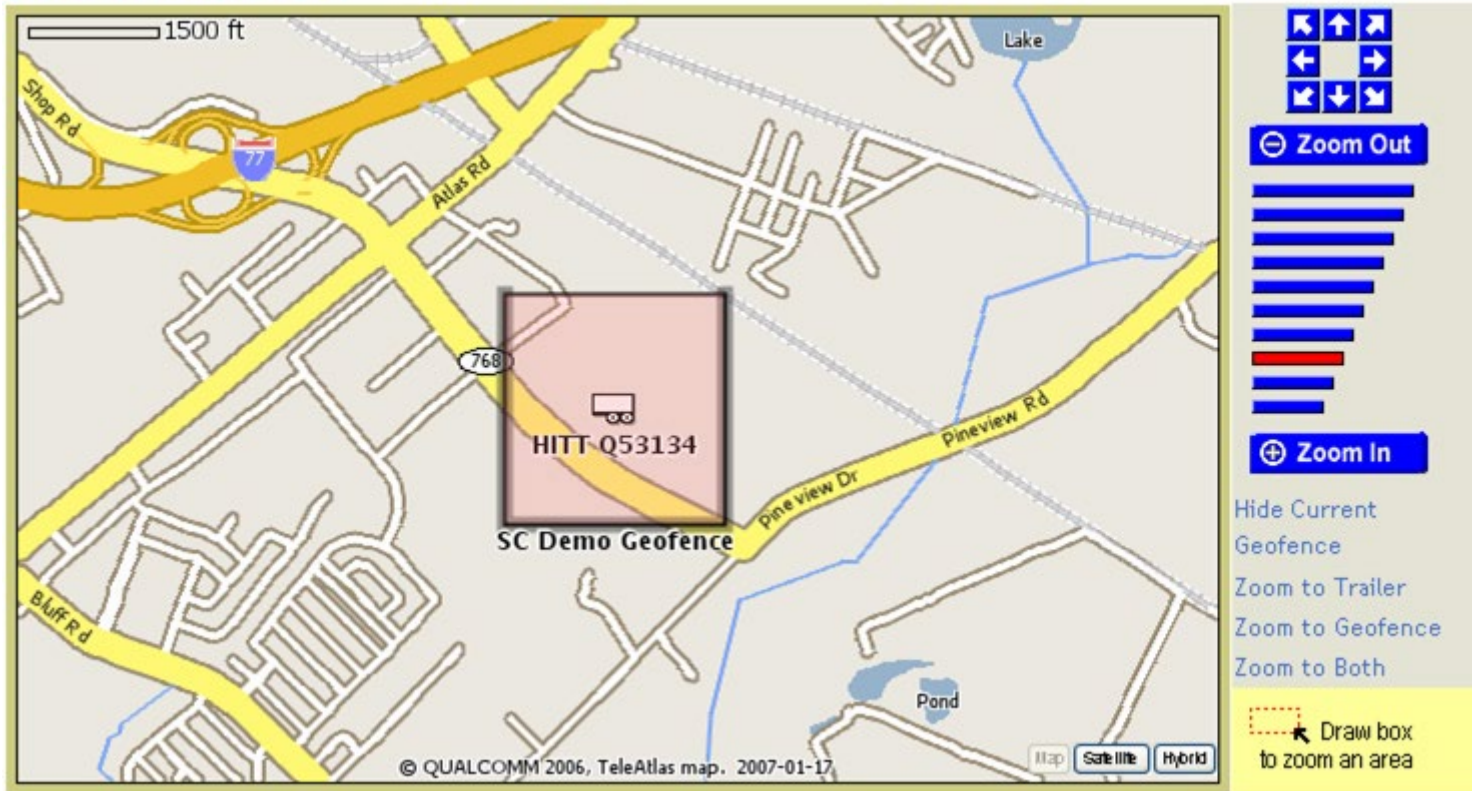 1500 ft
Lake
Shop Rd
77
Atlas Rd
768
HITT Q53134
Pineview Rd
Pineview Dr
SC Demo Geofence
Bluff Rd
Pond
© QUALCOMM 2006, TeleAtlas map. 2007-01-17
Map
Satellite
Hybrid
Zoom Out
Zoom In
Hide Current
Geofence
Zoom to Trailer
Zoom to Geofence
Zoom to Both
Draw box
to zoom an area